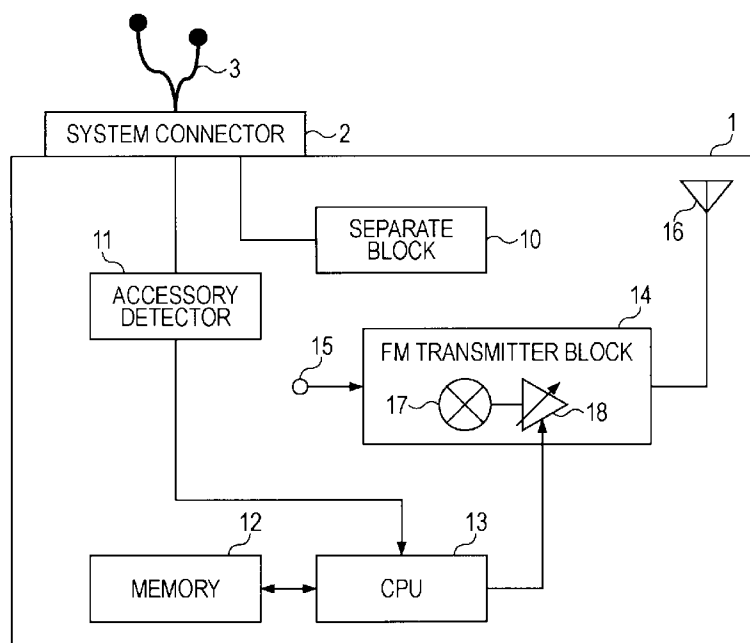 3
SYSTEM CONNECTOR
2
1
SEPARATE
BLOCK
10
16
11
ACCESSORY
DETECTOR
14
FM TRANSMITTER BLOCK
15
17
18
12
MEMORY
13
CPU